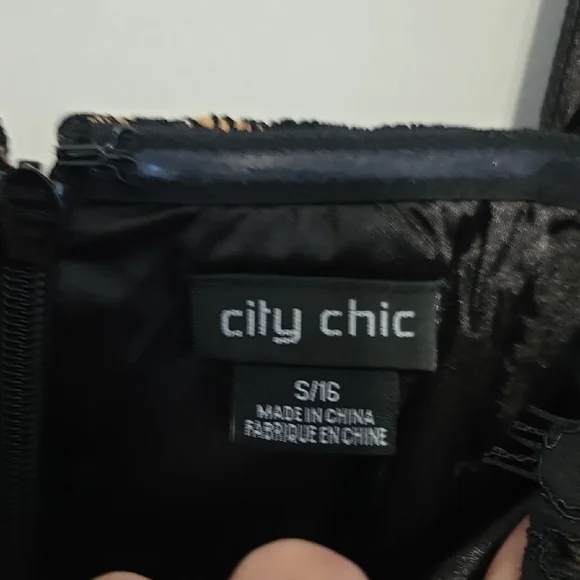 city chic
S/16
MADE IN CHINA
FABRIQUE EN CHINE